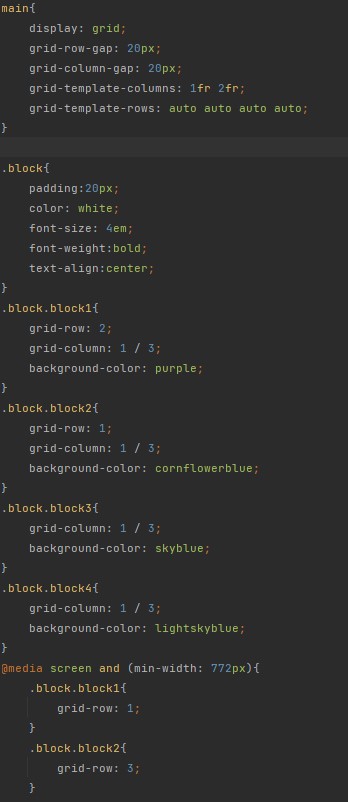 main{
    display: grid;
    grid-row-gap: 20px;
    grid-column-gap: 20px;
    grid-template-columns: 1fr 2fr;
    grid-template-rows: auto auto auto auto;
}

.block{
    padding:20px;
    color: white;
    font-size: 4em;
    font-weight:bold;
    text-align:center;
}
.block.block1{
    grid-row: 2;
    grid-column: 1 / 3;
    background-color: purple;
}
.block.block2{
    grid-row: 1;
    grid-column: 1 / 3;
    background-color: cornflowerblue;
}
.block.block3{
    grid-column: 1 / 3;
    background-color: skyblue;
}
.block.block4{
    grid-column: 1 / 3;
    background-color: lightskyblue;
}
@media screen and (min-width: 772px){
    .block.block1{
        grid-row: 1;
    }
    .block.block2{
        grid-row: 3;
    }